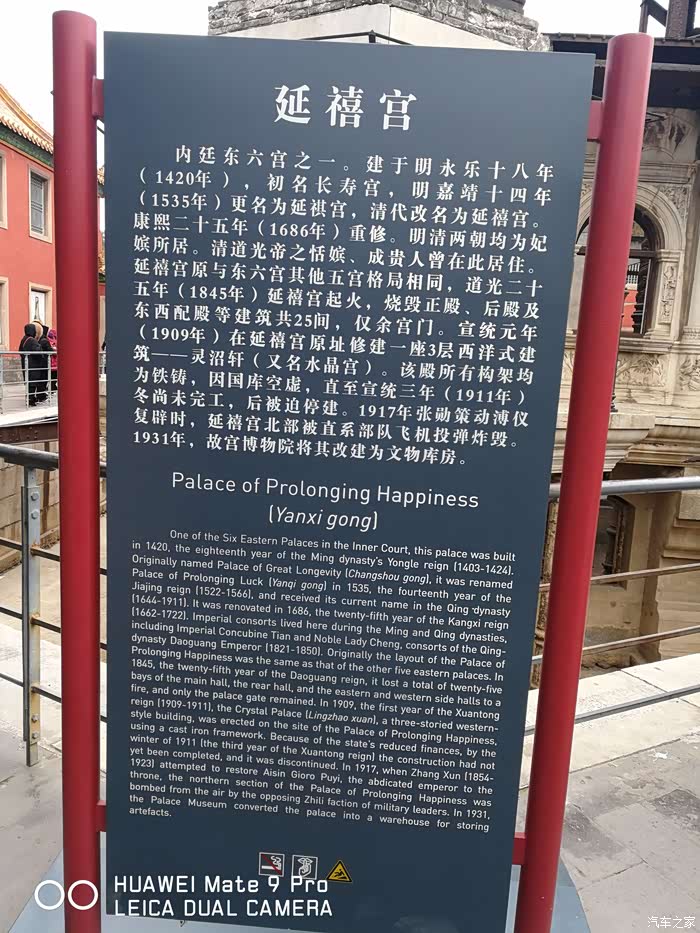 延禧宫
内廷东六宫之一。建于明永乐十八年
（1420年），初名长寿宫，明嘉靖十四年
（1535年）更名为延祺宫，清代改名为延禧宫。
康熙二十五年（1686年）重修。明清两朝均为妃
嫔所居。清道光帝之恬嫔、成贵人曾在此居住。
延禧宫原与东六宫其他五宫格局相同，道光二十
五年（1845年）延禧宫起火，烧毁正殿、后殿及
东西配殿等建筑共25间，仅余宫门。宣统元年
（1909年）在延禧宫原址修建一座3层西洋式建
筑——灵沼轩（又名水晶宫）。该殿所有构架均
为铁铸，因国库空虚，直至宣统三年（1911年）
冬尚未完工，后被迫停建。1917年张勋策动溥仪
复辟时，延禧宫北部被直系部队飞机投弹炸毁。
1931年，故宫博物院将其改建为文物库房。
Palace of Prolonging Happiness
(Yanxi gong)
One of the Six Eastern Palaces in the Inner Court, this palace was built
in 1420, the eighteenth year of the Ming dynasty's Yongle reign (1403-1424).
Originally named Palace of Great Longevity (Changshou gong), it was renamed
Palace of Prolonging Luck (Yanqi gong) in 1535, the fourteenth year of the
Jiajing reign (1522-1566), and received its current name in the Qing dynasty
(1644-1911). It was renovated in 1686, the twenty-fifth year of the Kangxi reign
(1662-1722). Imperial consorts lived here during the Ming and Qing dynasties,
including Imperial Concubine Tian and Noble Lady Cheng, consorts of the Qing-
dynasty Daoguang Emperor (1821-1850). Originally the layout of the Palace of
Prolonging Happiness was the same as that of the other five eastern palaces. In
1845, the twenty-fifth year of the Daoguang reign, it lost a total of twenty-five
bays of the main hall, the rear hall, and the eastern and western side halls to a
fire, and only the palace gate remained. In 1909, the first year of the Xuantong
reign (1909-1911), the Crystal Palace (Lingzhao xuan), a three-storied western-
style building, was erected on the site of the Palace of Prolonging Happiness,
using a cast iron framework. Because of the state's reduced finances, by the
winter of 1911 (the third year of the Xuantong reign) the construction had not
yet been completed, and it was discontinued. In 1917, when Zhang Xun (1854-
1923) attempted to restore Aisin Gioro Puyi, the abdicated emperor to the
throne, the northern section of the Palace of Prolonging Happiness was
bombed from the air by the opposing Zhili faction of military leaders. In 1931,
the Palace Museum converted the palace into a warehouse for storing
artefacts.
HUAWEI Mate 9 Pro
LEICA DUAL CAMERA
汽车之家